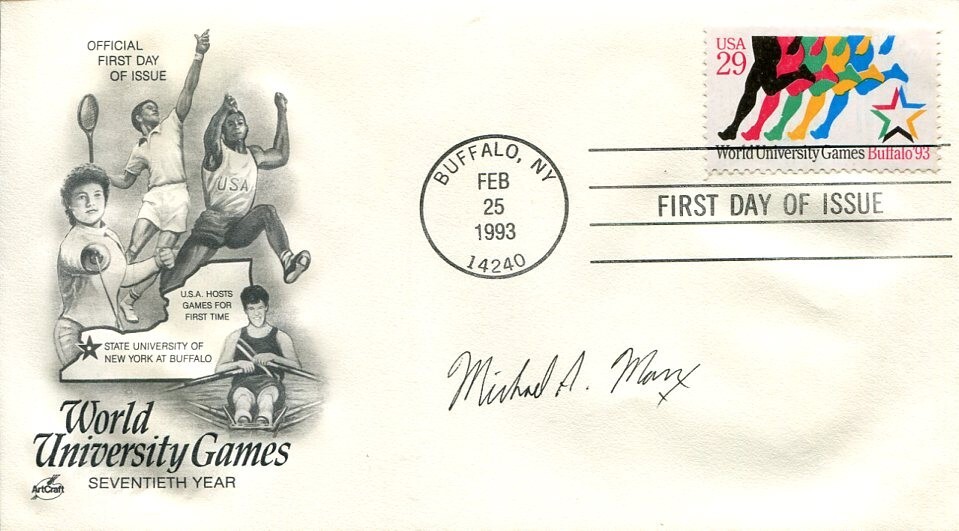 OFFICIAL
FIRST DAY
OF ISSUE
USA
29
World University Games Buffalo '93
BUFFALO, NY
FEB
25
1993
14240
FIRST DAY OF ISSUE
USA
U.S.A. HOSTS
GAMES FOR
FIRST TIME
STATE UNIVERSITY OF
NEW YORK AT BUFFALO
Michael A. Marx
World
University Games
SEVENTIETH YEAR
ArtCraft